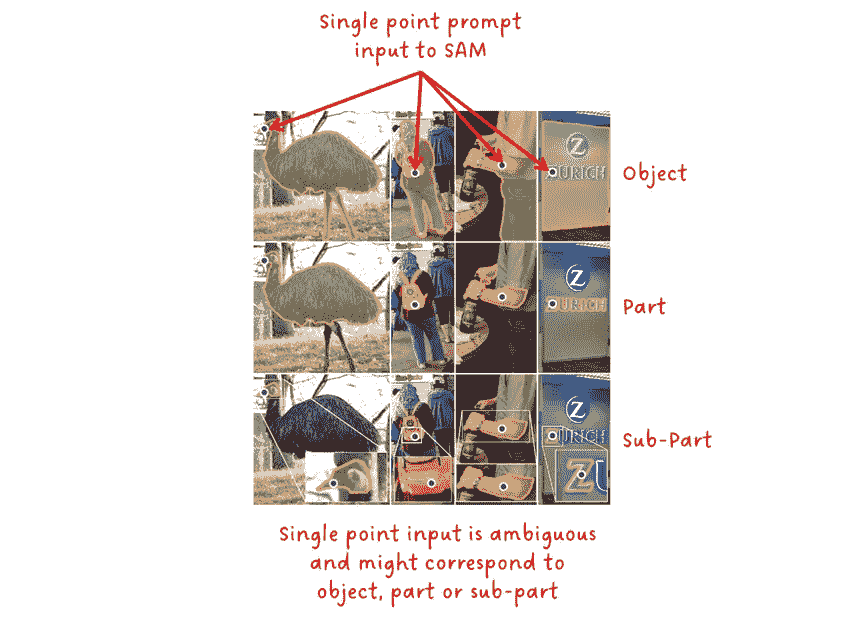 Single point prompt
input to SAM
Z
ZURICH
Object
Z
ZURICH
Part
Z
ZURICH
Sub-Part
ZU
Single point input is ambiguous
and might correspond to
object, part or sub-part